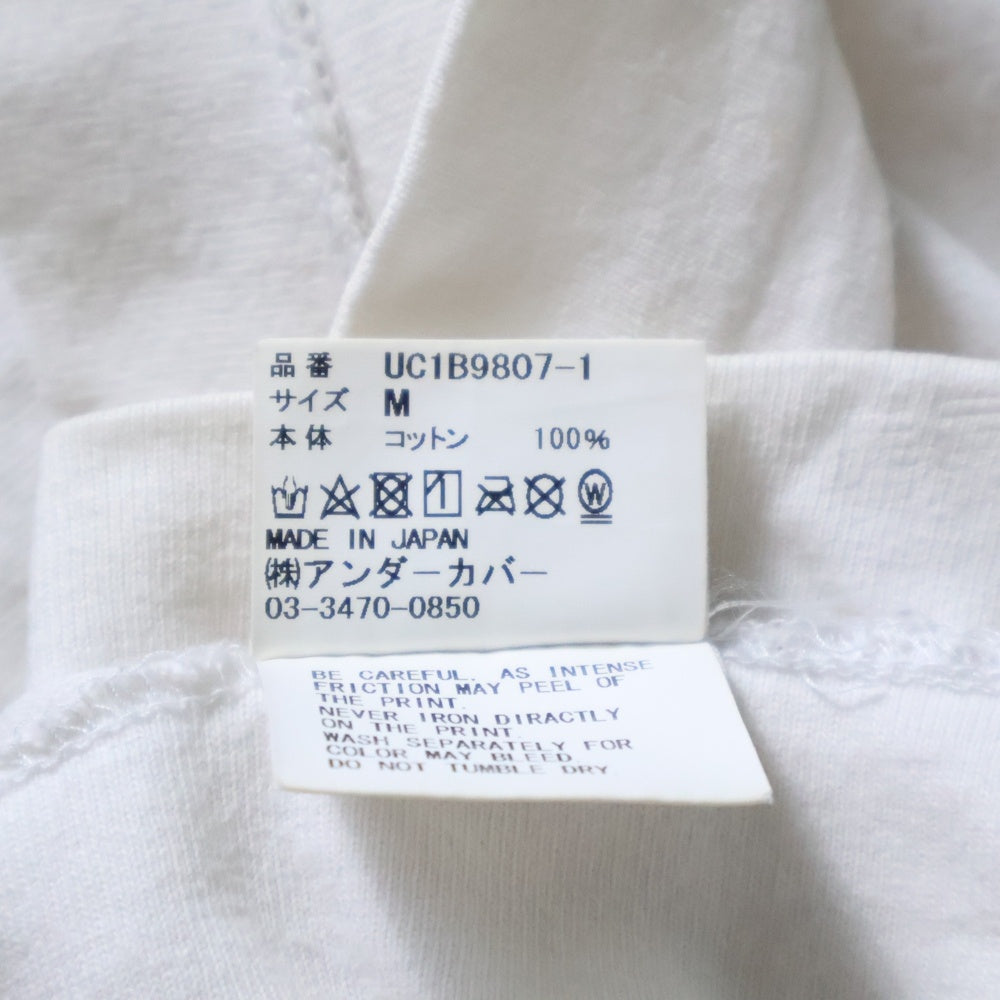 品番 UC1B9807-1
サイズ M
本体 コットン 100%
W
MADE IN JAPAN
㈱アンダーカバー
03-3470-0850
BE CAREFUL, AS INTENSE
FRICTION MAY PEEL OF
THE PRINT.
NEVER IRON DIRACTLY
ON THE PRINT.
WASH SEPARATELY FOR
COLOR MAY BLEED
DO NOT TUMBLE DRY